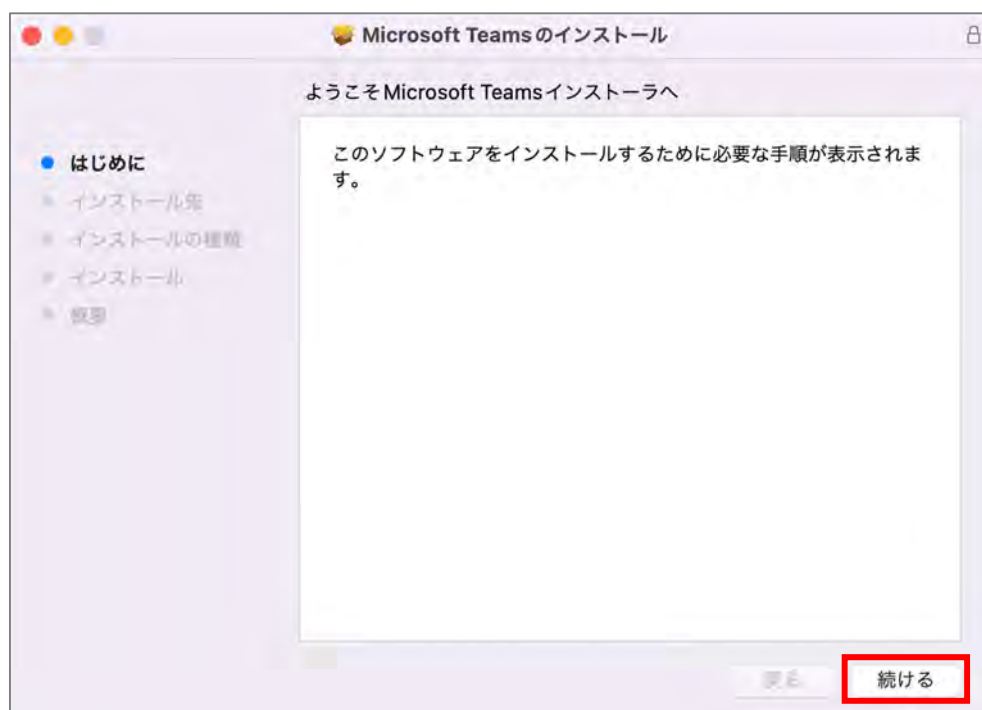 Microsoft Teamsのインストール
ようこそMicrosoft Teamsインストーラへ
はじめに
インストール先
インストールの種類
インストール
概要
このソフトウェアをインストールするために必要な手順が表示されま
す。
戻る
続ける